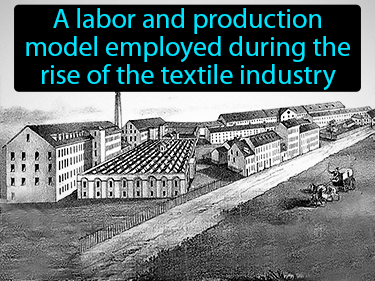 A labor and production
model employed during the
rise of the textile industry